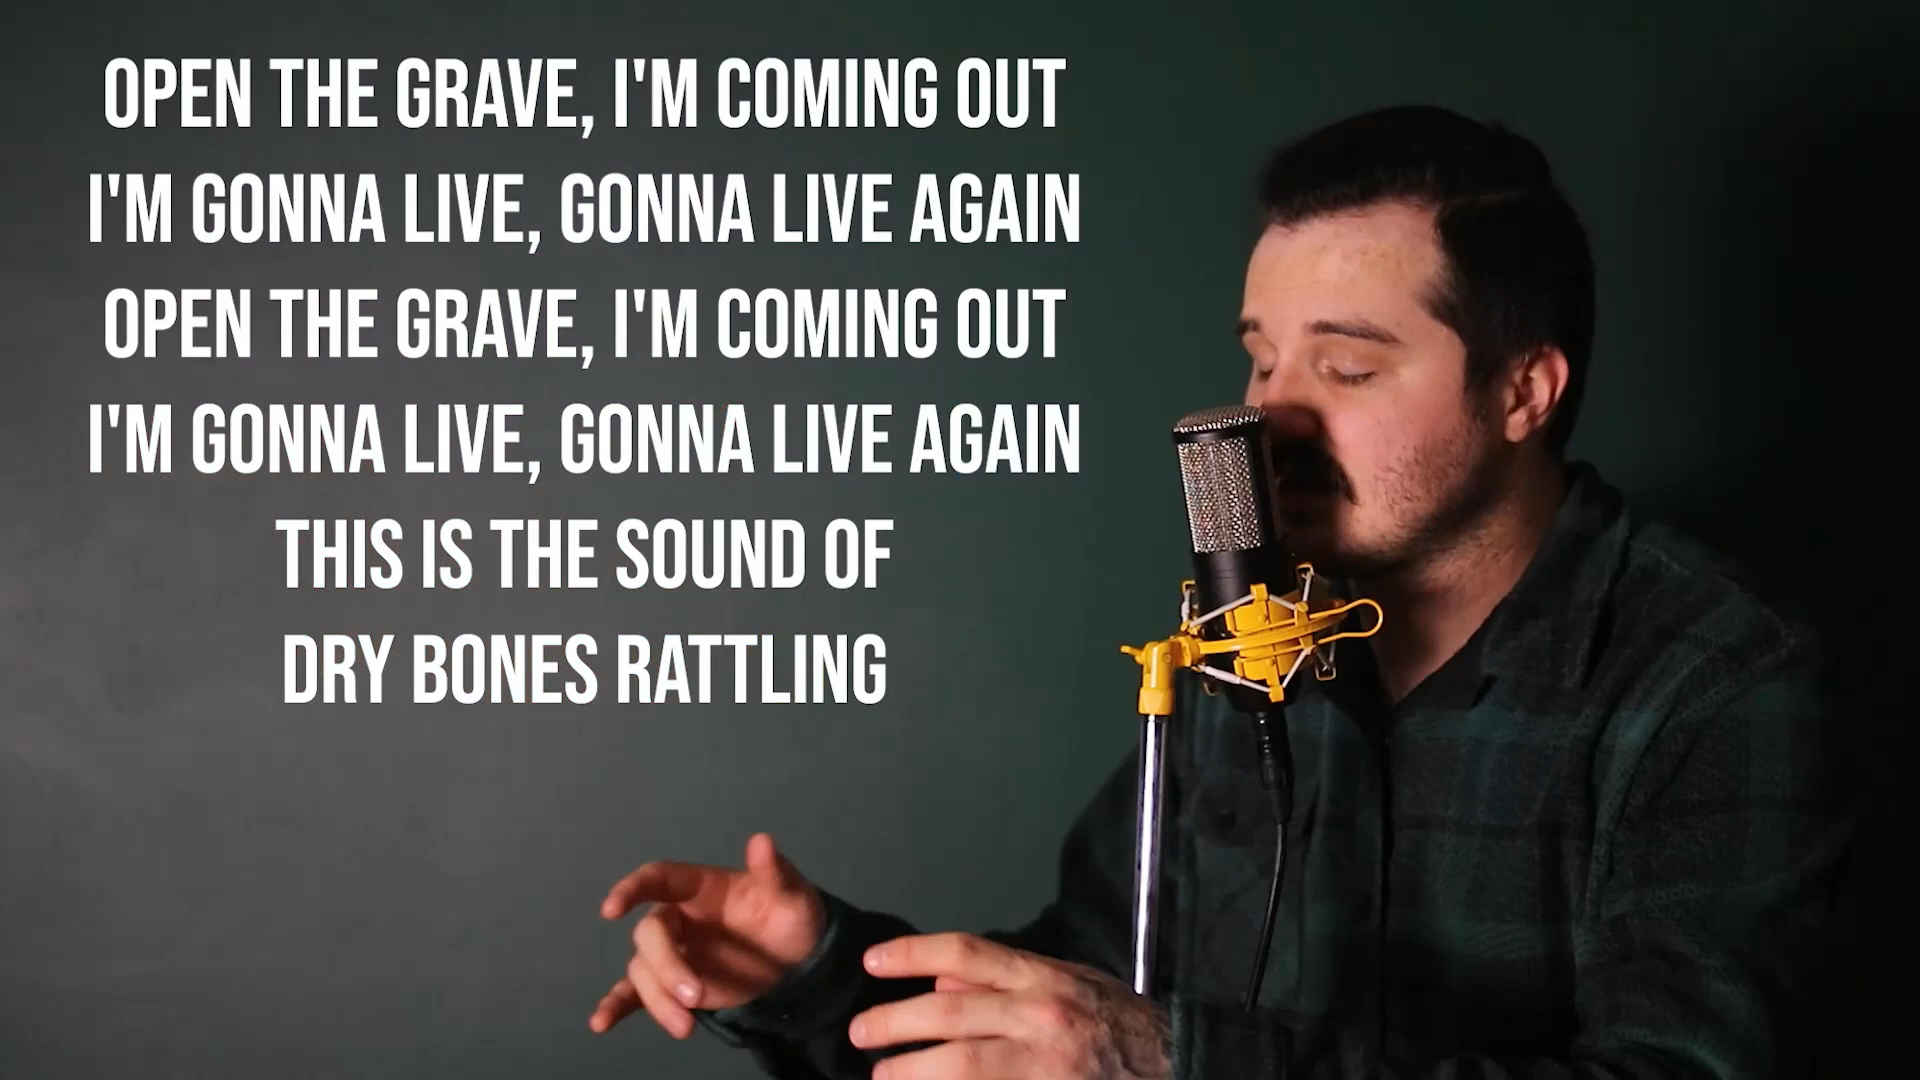 OPEN THE GRAVE, I'M COMING OUT
I'M GONNA LIVE, GONNA LIVE AGAIN
OPEN THE GRAVE, I'M COMING OUT
I'M GONNA LIVE, GONNA LIVE AGAIN
THIS IS THE SOUND OF
DRY BONES RATTLING